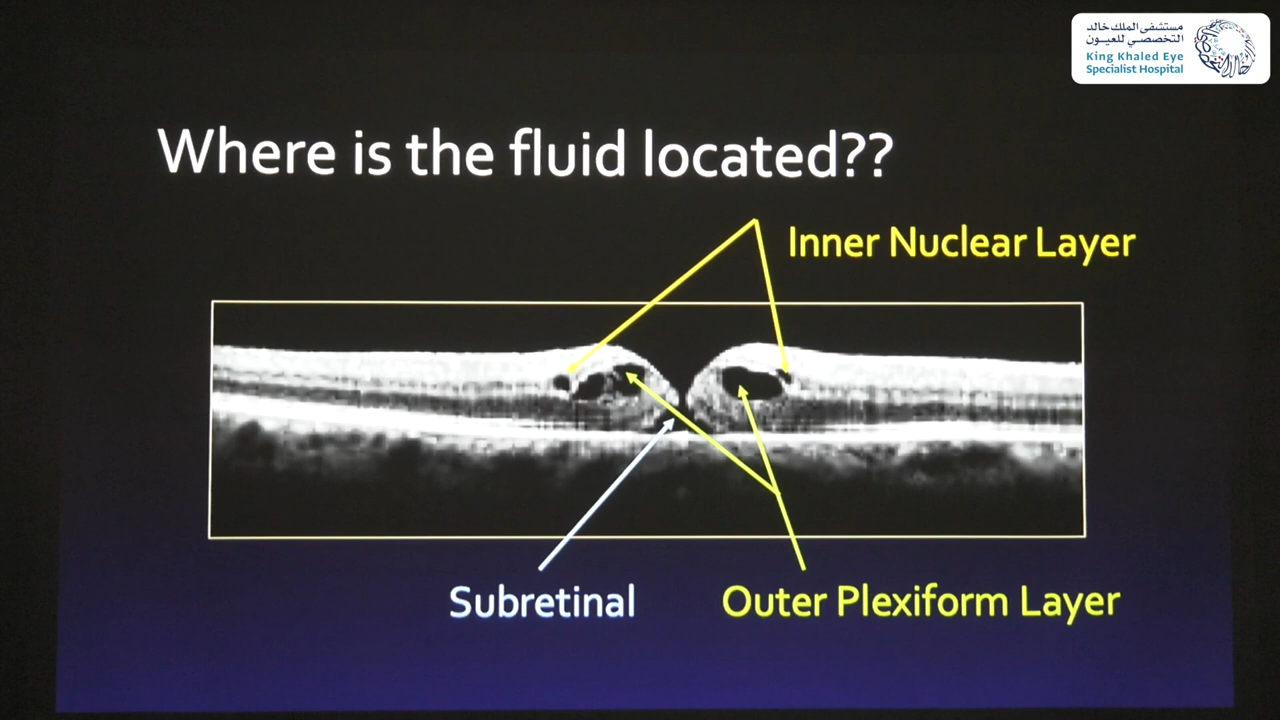 مستشفى الملك خالد
التخصصي للعيون
King Khaled Eye
Specialist Hospital
Where is the fluid located??
Inner Nuclear Layer
Subretinal
Outer Plexiform Layer